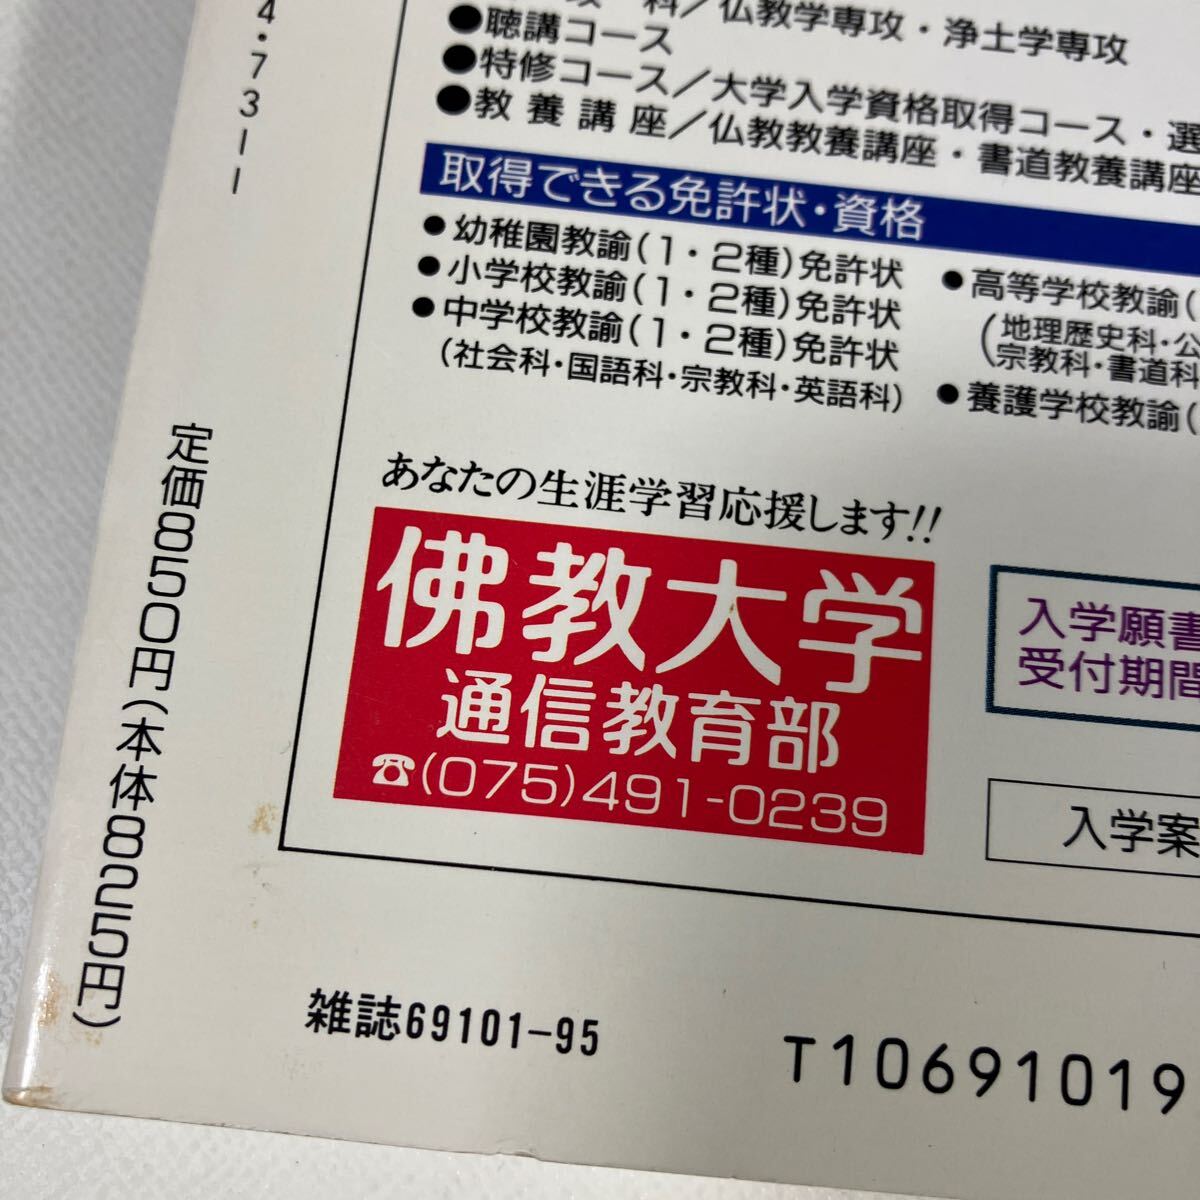 科/仏教学専攻・浄土学専攻
●聴講コース
●特修コース/大学入学資格取得コース・選
●教養講座/仏教教養講座・書道教養講座
取得できる免許状・資格
●幼稚園教諭(1・2種)免許状
●小学校教諭(1・2種)免許状
●中学校教諭(1・2種)免許状
(社会科・国語科・宗教科・英語科)
●高等学校教諭(
(地理歴史科・公
宗教科・書道科
●養護学校教諭(
あなたの生涯学習応援します!!
佛教大学
通信教育部
☎(075)491-0239
入学願書
受付期間
入学案
4・7311
定価850円(本体825円)
雑誌69101-95
T10691019